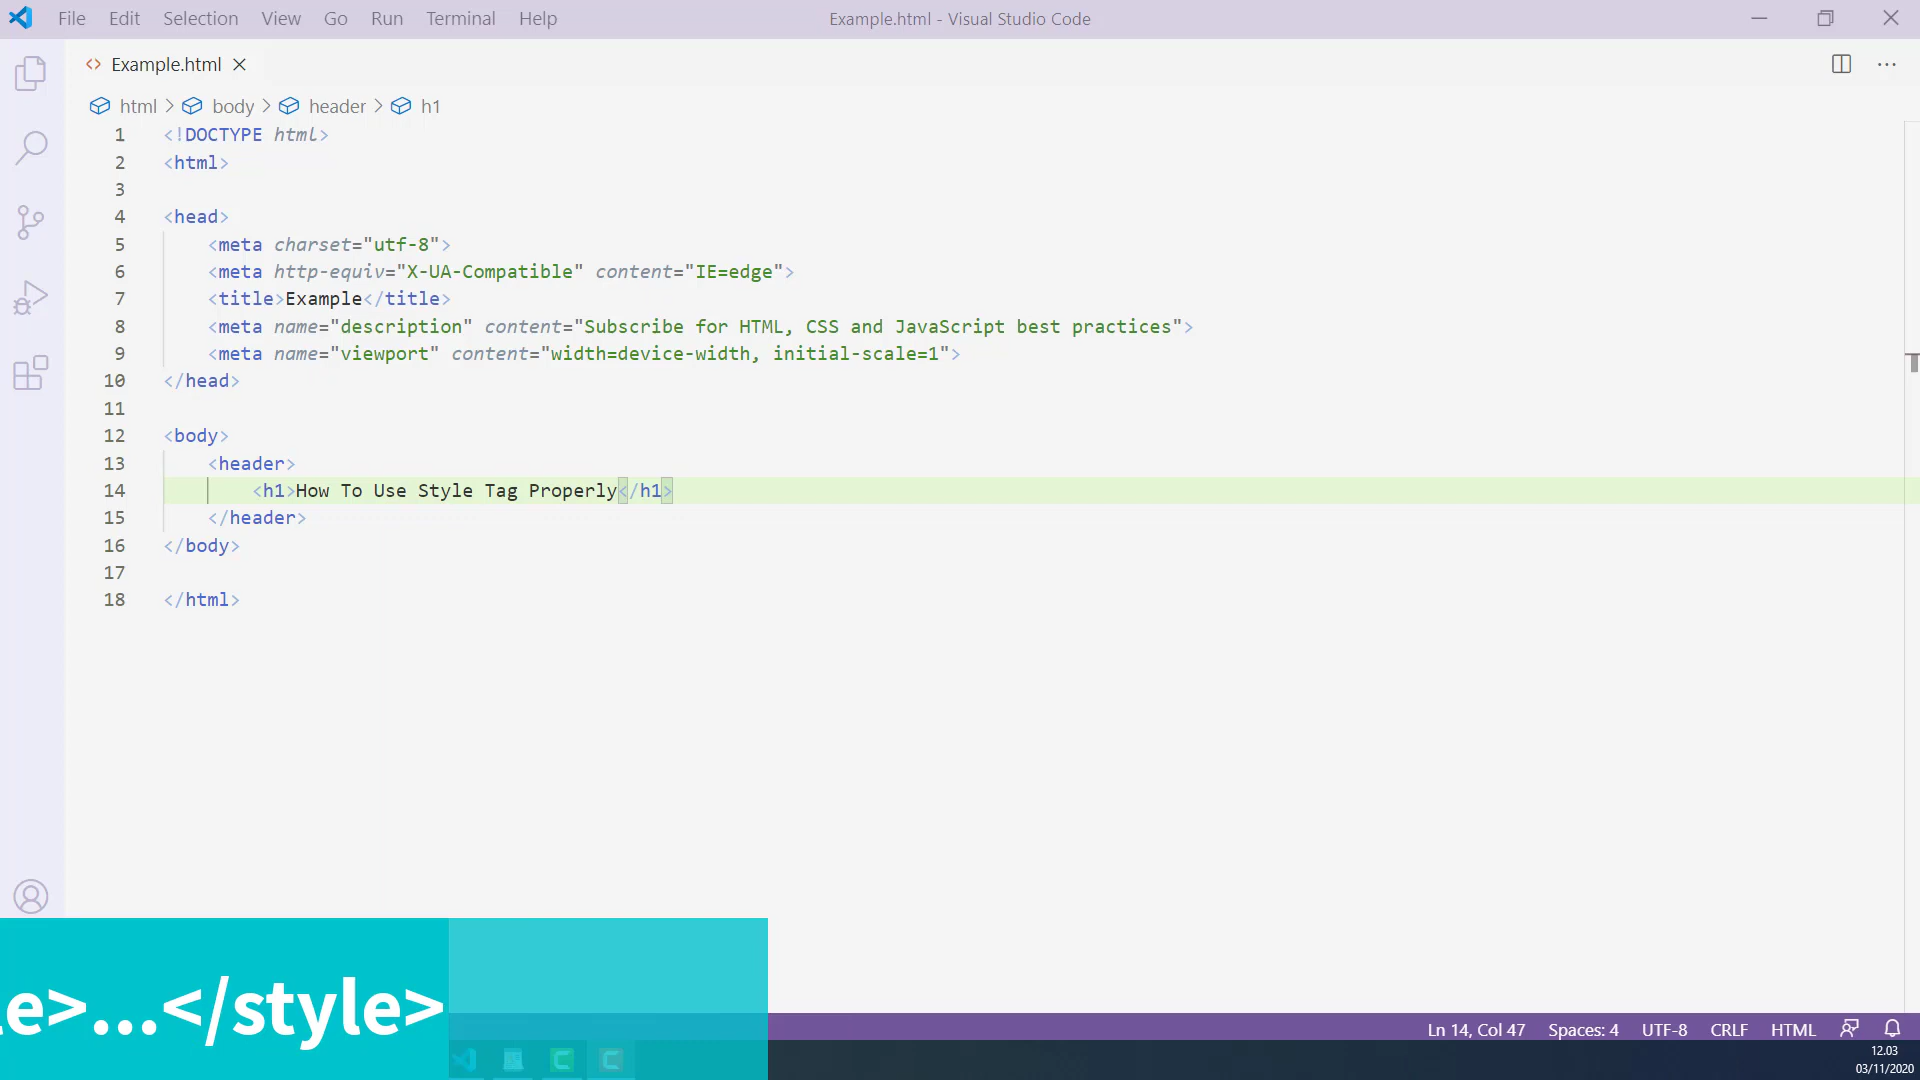 File Edit Selection View Go Run Terminal Help
Example.html - Visual Studio Code
Example.html
html > body > header > h1
1 <!DOCTYPE html>
2 <html>
3
4 <head>
5     <meta charset="utf-8">
6     <meta http-equiv="X-UA-Compatible" content="IE=edge">
7     <title>Example</title>
8     <meta name="description" content="Subscribe for HTML, CSS and JavaScript best practices">
9     <meta name="viewport" content="width=device-width, initial-scale=1">
10 </head>
11
12 <body>
13     <header>
14         <h1>How To Use Style Tag Properly</h1>
15     </header>
16 </body>
17
18 </html>
le>...</style>
Ln 14, Col 47 Spaces: 4 UTF-8 CRLF HTML
12.03
03/11/2020